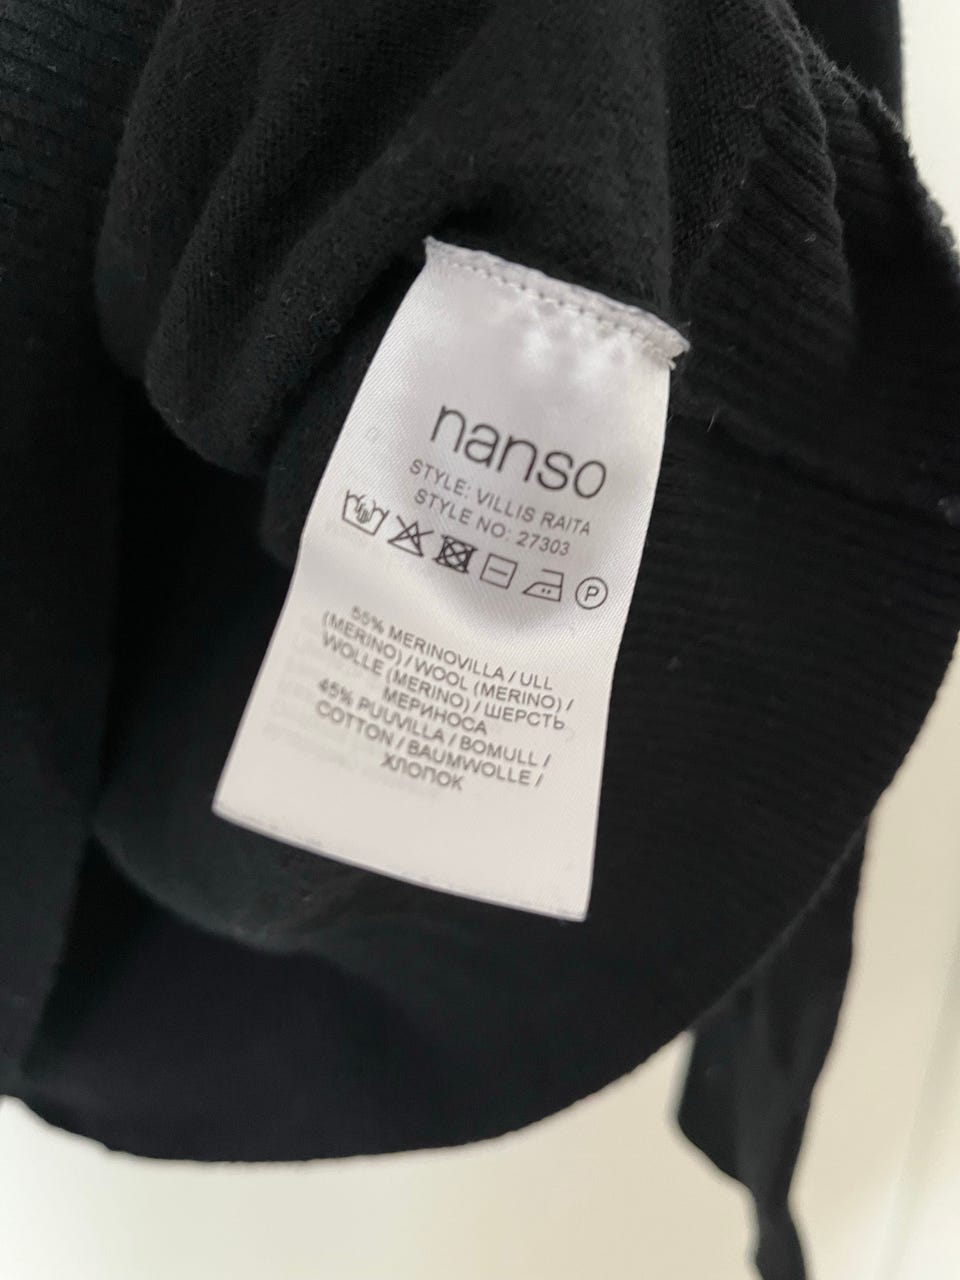 nanso
STYLE: VILLIS RAITA
STYLE NO: 27303
P
55% MERINOVILLA / ULL
(MERINO) / WOOL (MERINO) /
WOLLE (MERINO) / ШЕРСТЬ
МЕРИНОСА
45% PUUVILLA / BOMULL /
COTTON / BAUMWOLLE /
ХЛОПОК